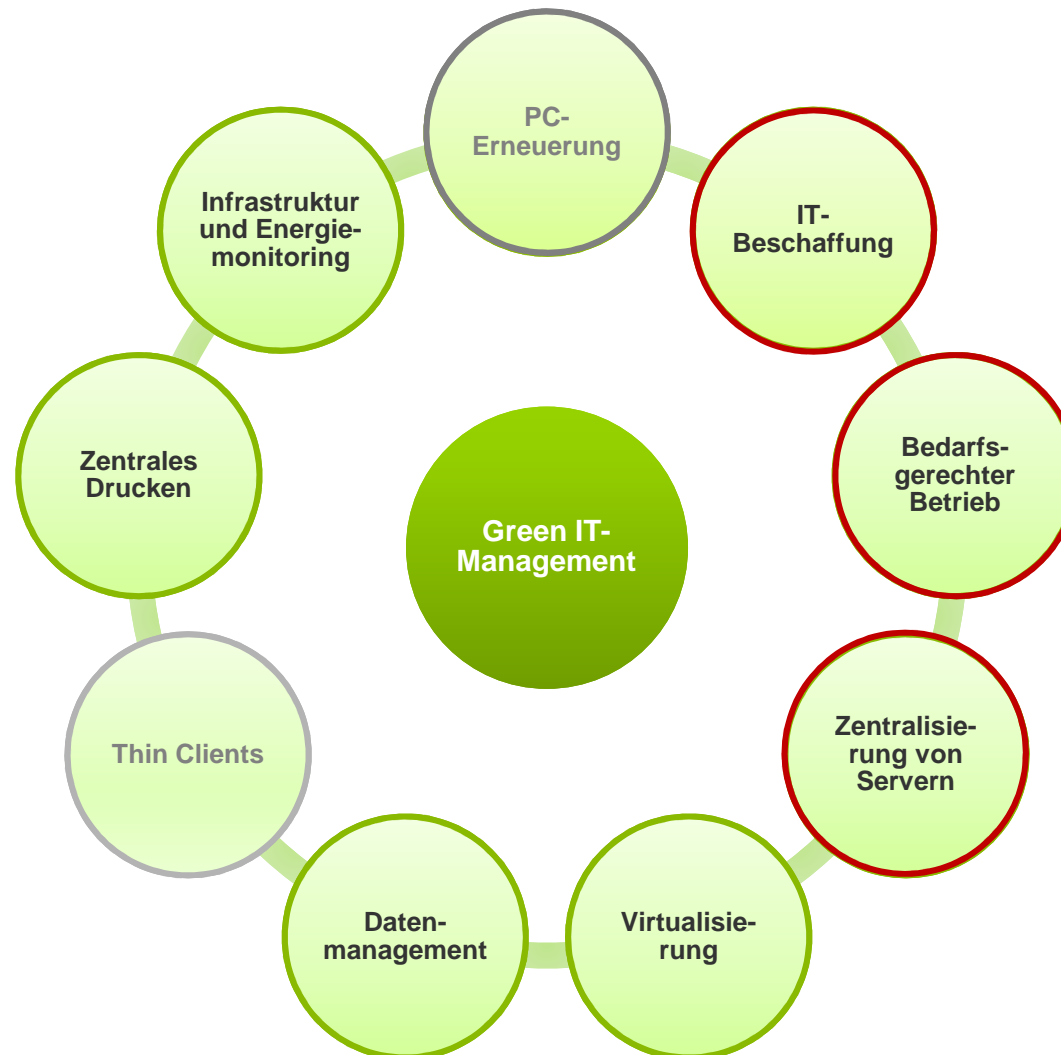 PC-
Erneuerung
IT-
Beschaffung
Bedarfs-
gerechter
Betrieb
Zentralisie-
rung von
Servern
Virtualisie-
rung
Daten-
management
Thin Clients
Zentrales
Drucken
Infrastruktur
und Energie-
monitoring
Green IT-
Management